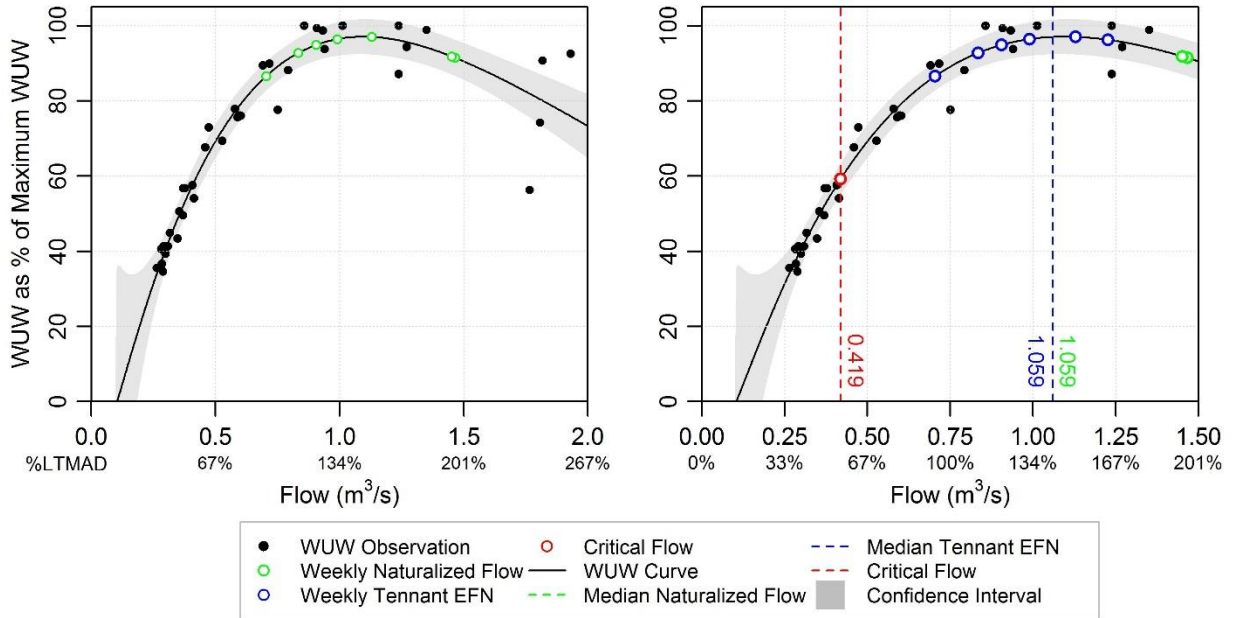 WUW as % of Maximum WUW
100
80
60
40
20
0
0.0 0.5 1.0 1.5 2.0
%LTMAD 67% 134% 201% 267%
Flow (m³/s)
100
80
60
40
20
0
0.419
1.059
1.059
0.00 0.25 0.50 0.75 1.00 1.25 1.50
0% 33% 67% 100% 134% 167% 201%
Flow (m³/s)
WUW Observation
Weekly Naturalized Flow
Weekly Tennant EFN
Critical Flow
WUW Curve
Median Naturalized Flow
Median Tennant EFN
Critical Flow
Confidence Interval